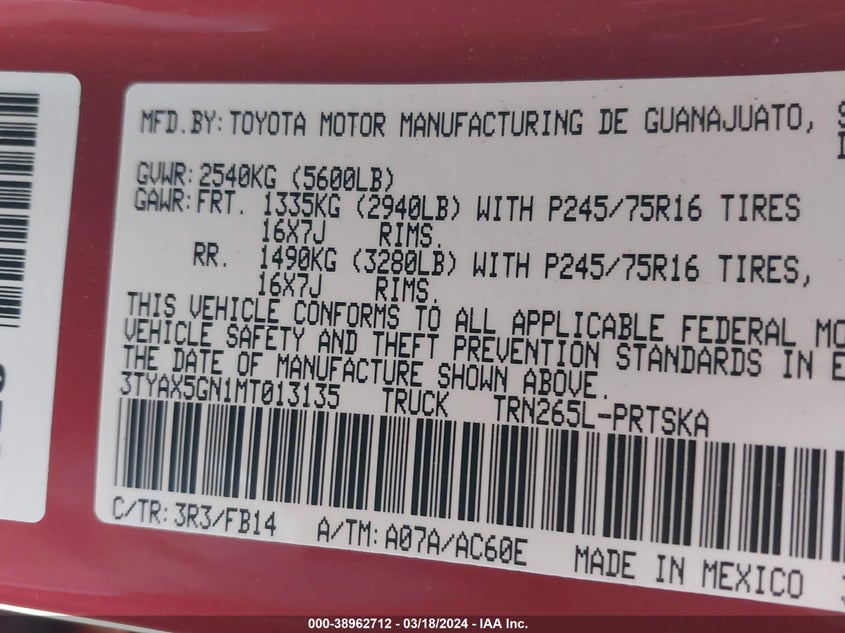 MFD.BY: TOYOTA MOTOR MANUFACTURING DE GUANAJUATO,
GVWR: 2540KG (5600LB)
GAWR: FRT. 1335KG (2940LB) WITH P245/75R16 TIRES
16X7J RIMS.
RR. 1490KG (3280LB) WITH P245/75R16 TIRES,
16X7J RIMS.
THIS VEHICLE CONFORMS TO ALL APPLICABLE FEDERAL MO
VEHICLE SAFETY AND THEFT PREVENTION STANDARDS IN E
THE DATE OF MANUFACTURE SHOWN ABOVE.
3TYAX5GN1MT013135 TRUCK TRN265L-PRTSKA
C/TR: 3R3/FB14 A/TM: A07A/AC60E MADE IN MEXICO
000-38962712 - 03/18/2024 - IAA Inc.